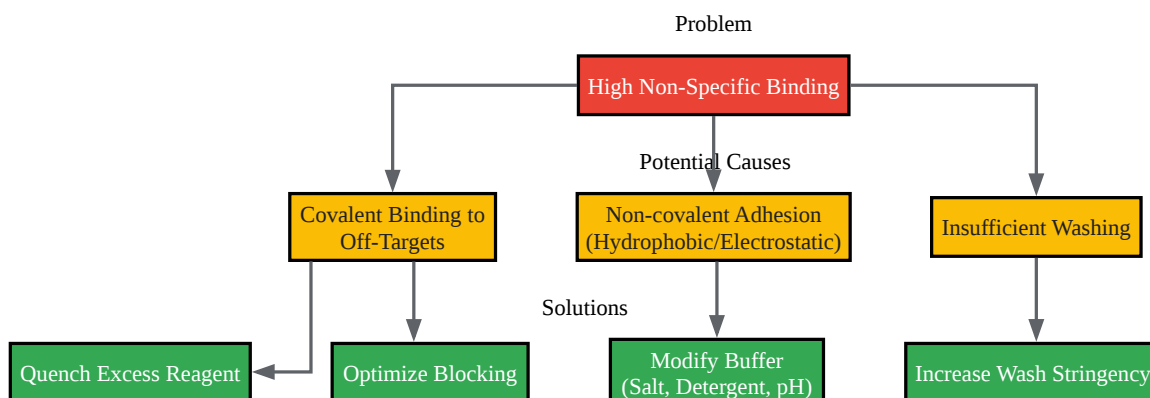 Problem
High Non-Specific Binding
Potential Causes
Covalent Binding to
Off-Targets
Non-covalent Adhesion
(Hydrophobic/Electrostatic)
Insufficient Washing
Solutions
Quench Excess Reagent
Optimize Blocking
Modify Buffer
(Salt, Detergent, pH)
Increase Wash Stringency